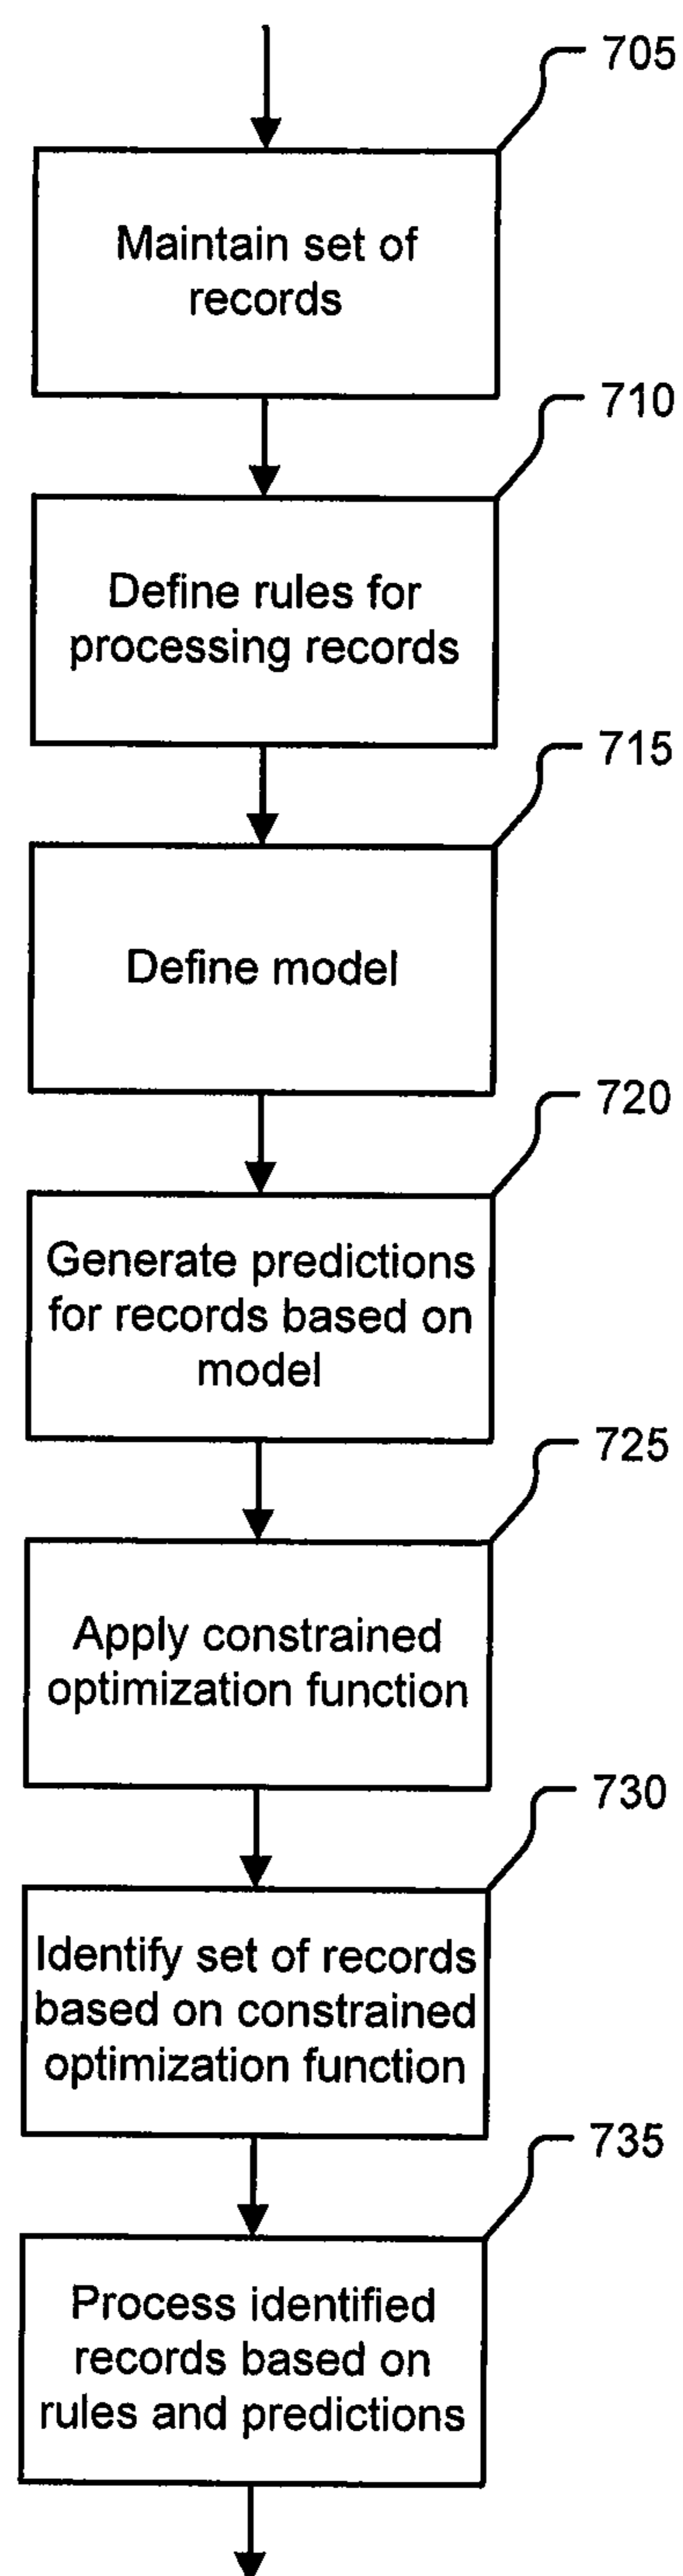 705
Maintain set of
records
710
Define rules for
processing records
715
Define model
720
Generate predictions
for records based on
model
725
Apply constrained
optimization function
730
Identify set of records
based on constrained
optimization function
735
Process identified
records based on
rules and predictions